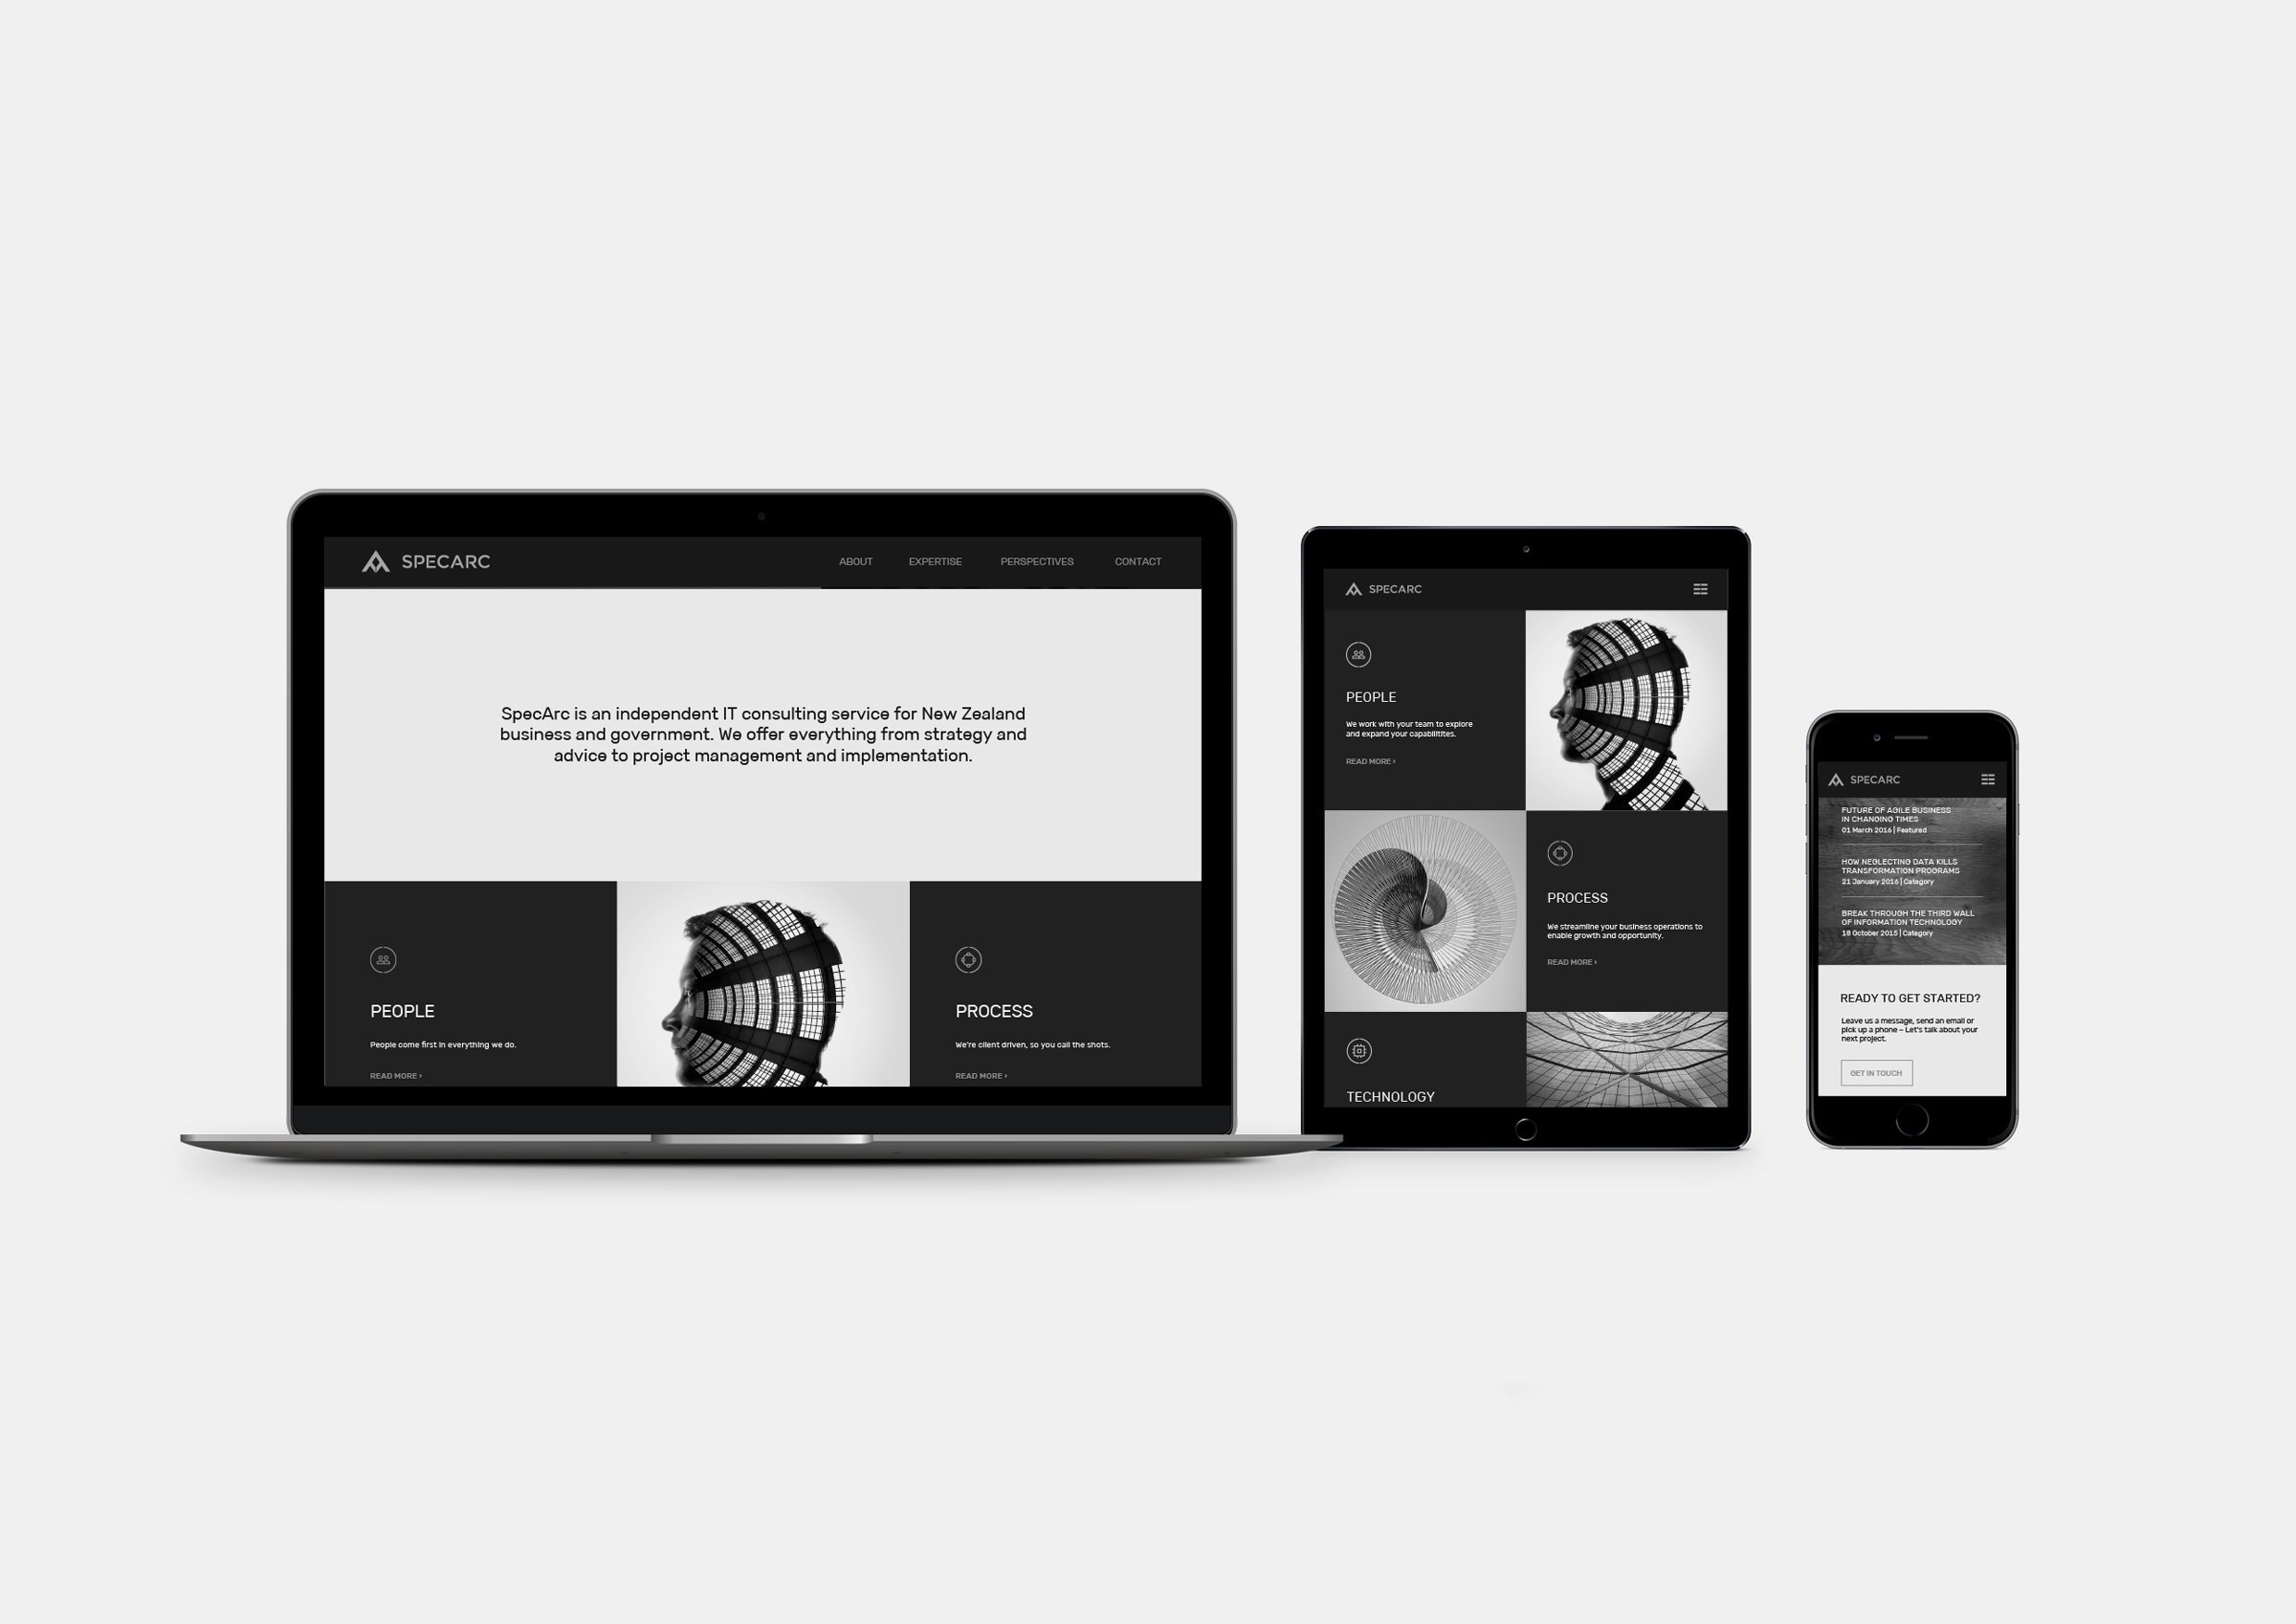 SPECARC
ABOUT EXPERTISE PERSPECTIVES CONTACT
SpecArc is an independent IT consulting service for New Zealand
business and government. We offer everything from strategy and
advice to project management and implementation.
PEOPLE
People come first in everything we do.
READ MORE >
PROCESS
We're client driven, so you call the shots.
READ MORE >
SPECARC
PEOPLE
We work with your team to explore
and expand your capabilitites.
READ MORE >
PROCESS
We streamline your business operations to
enable growth and opportunity.
READ MORE >
TECHNOLOGY
SPECARC
FUTURE OF AGILE BUSINESS
IN CHANGING TIMES
01 March 2016 | Featured
HOW NEGLECTING DATA KILLS
TRANSFORMATION PROGRAMS
21 January 2016 | Category
BREAK THROUGH THE THIRD WALL
OF INFORMATION TECHNOLOGY
18 October 2015 | Category
READY TO GET STARTED?
Leave us a message, send an email or
pick up a phone – Let's talk about your
next project.
GET IN TOUCH